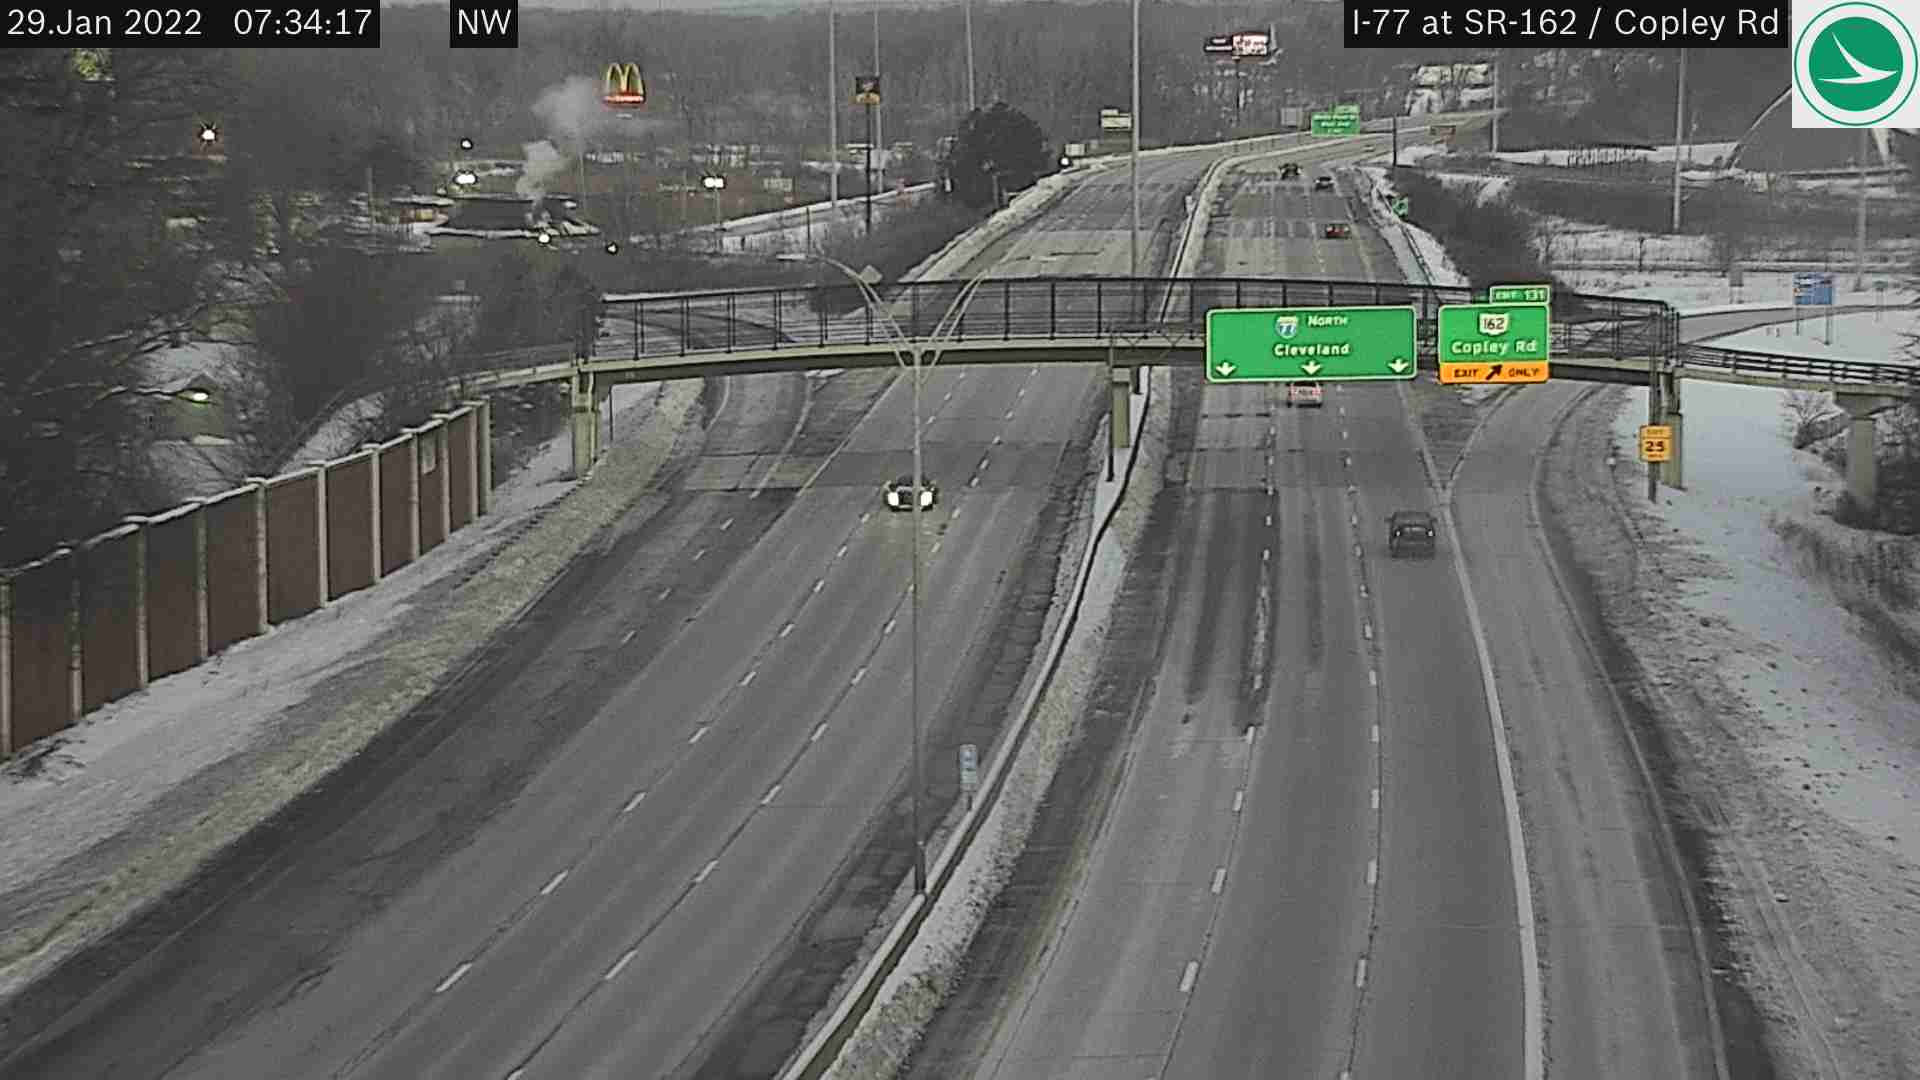 29.Jan 2022 07:34:17
NW
I-77 at SR-162 / Copley Rd
EXIT 131
77 NORTH
Cleveland
162
Copley Rd
EXIT ONLY
EXIT
25